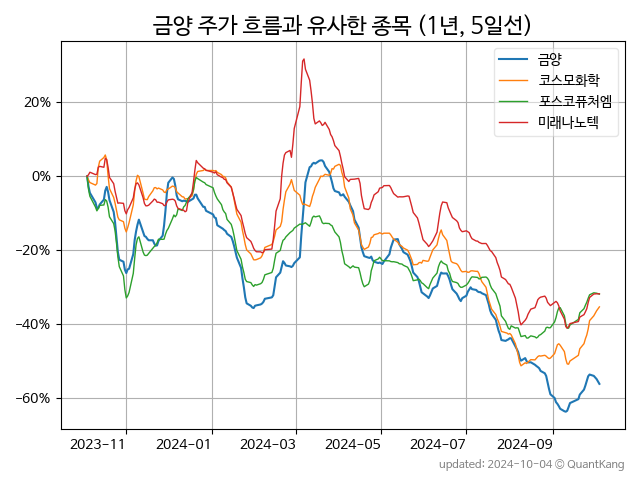 금양 주가 흐름과 유사한 종목 (1년, 5일선)
금양
코스모화학
포스코퓨처엠
미래나노텍
20%
0%
−20%
−40%
−60%
2023-11
2024-01
2024-03
2024-05
2024-07
2024-09
updated: 2024-10-04 © QuantKang